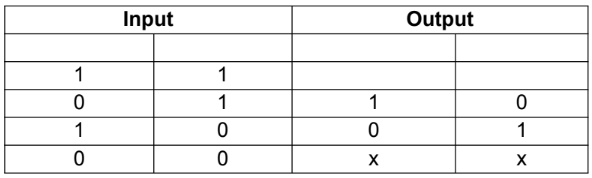 Input Output
1 1
0 1 1 0
1 0 0 1
0 0 x x